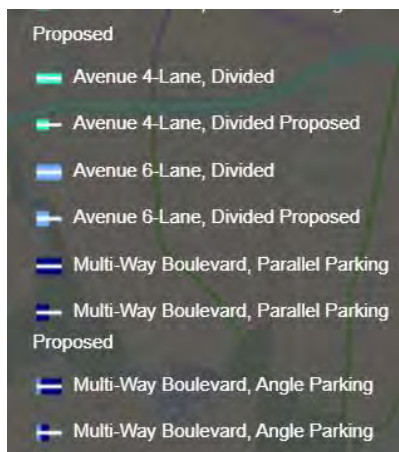 Proposed
Avenue 4-Lane, Divided
Avenue 4-Lane, Divided Proposed
Avenue 6-Lane, Divided
Avenue 6-Lane, Divided Proposed
Multi-Way Boulevard, Parallel Parking
Multi-Way Boulevard, Parallel Parking
Proposed
Multi-Way Boulevard, Angle Parking
Multi-Way Boulevard, Angle Parking